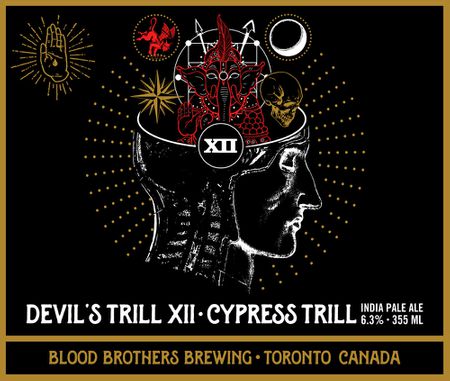 XII
DEVIL'S TRILL XII • CYPRESS TRILL
INDIA PALE ALE
6.3% • 355 ML
BLOOD BROTHERS BREWING • TORONTO CANADA